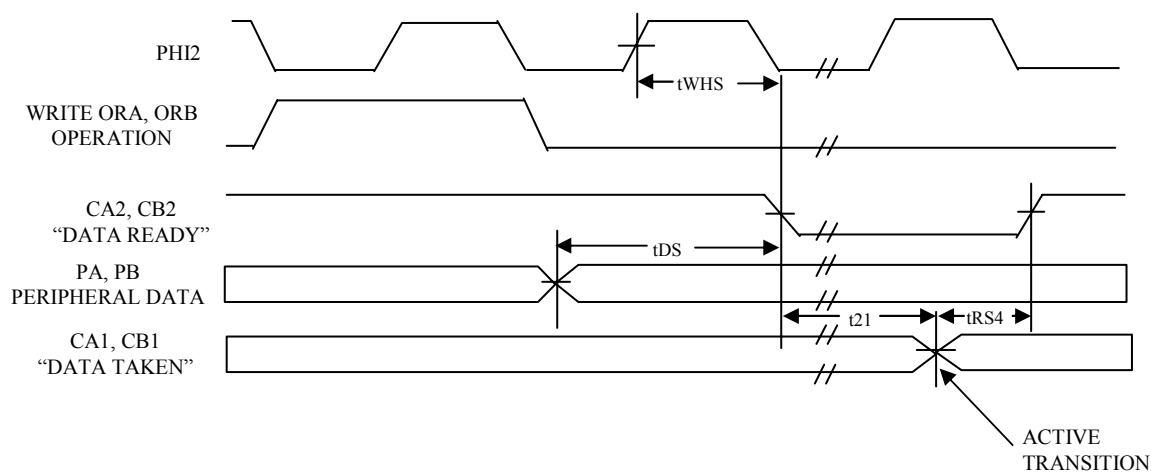 PHI2
tWHS
WRITE ORA, ORB
OPERATION
CA2, CB2
“DATA READY”
tDS
PA, PB
PERIPHERAL DATA
t21
tRS4
CA1, CB1
“DATA TAKEN”
ACTIVE
TRANSITION